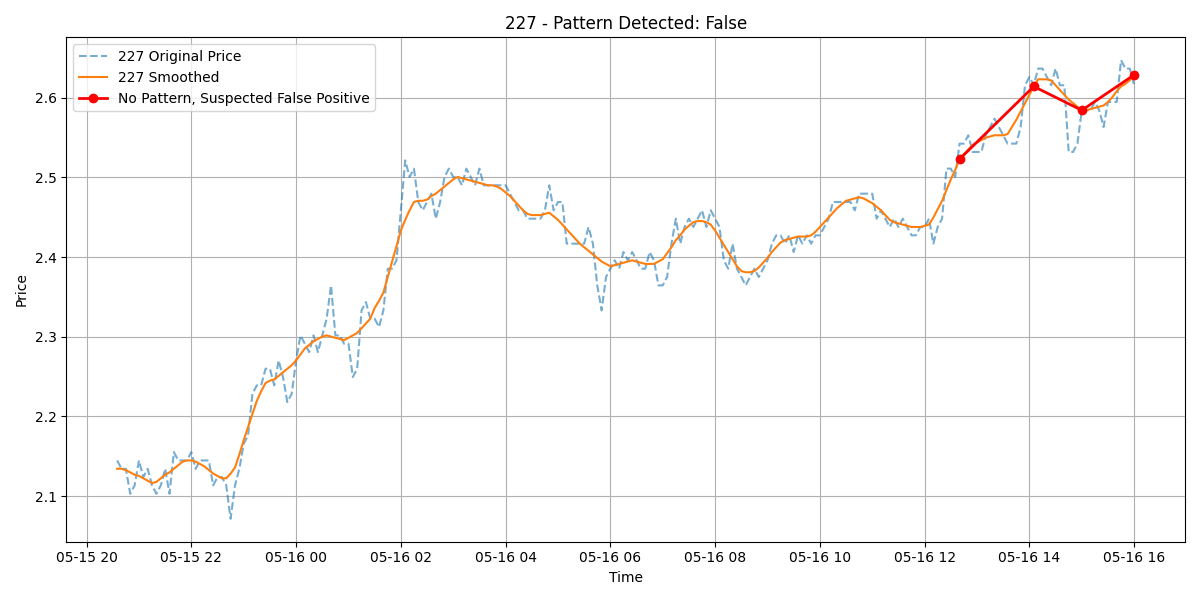 227 - Pattern Detected: False
227 Original Price
227 Smoothed
No Pattern, Suspected False Positive
Price
2.6
2.5
2.4
2.3
2.2
2.1
05-15 20
05-15 22
05-16 00
05-16 02
05-16 04
05-16 06
05-16 08
05-16 10
05-16 12
05-16 14
05-16 16
Time